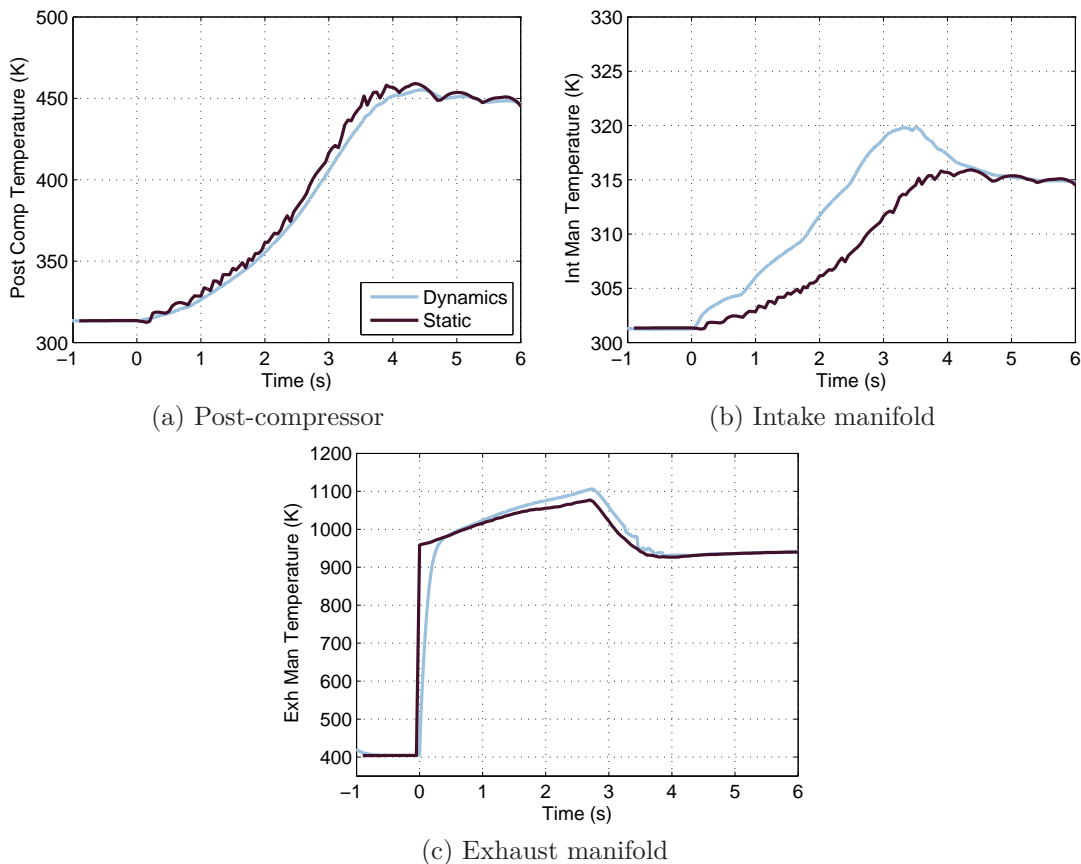 500
450
400
350
300
Post Comp Temperature (K)
Dynamics
Static
−1 0 1 2 3 4 5 6
Time (s)
(a) Post-compressor
330
325
320
315
310
305
300
Int Man Temperature (K)
−1 0 1 2 3 4 5 6
Time (s)
(b) Intake manifold
1200
1100
1000
900
800
700
600
500
400
Exh Man Temperature (K)
−1 0 1 2 3 4 5 6
Time (s)
(c) Exhaust manifold